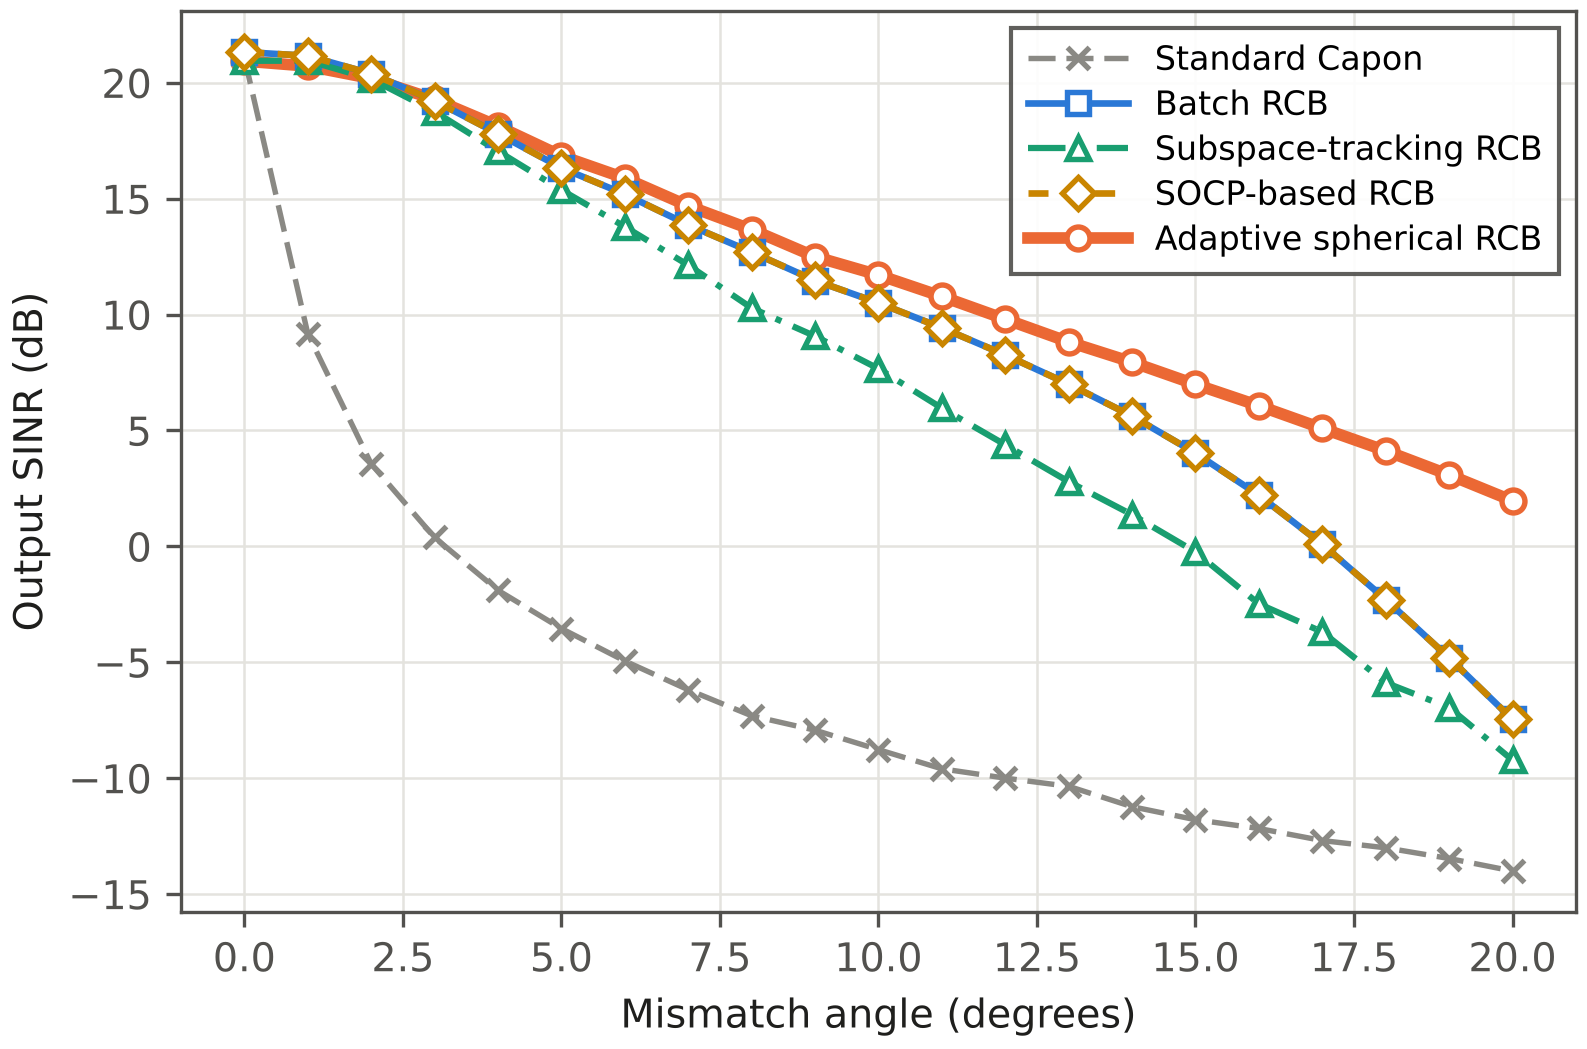 Standard Capon
Batch RCB
Subspace-tracking RCB
SOCP-based RCB
Adaptive spherical RCB
Output SINR (dB)
20
15
10
5
0
−5
−10
−15
0.0 2.5 5.0 7.5 10.0 12.5 15.0 17.5 20.0
Mismatch angle (degrees)